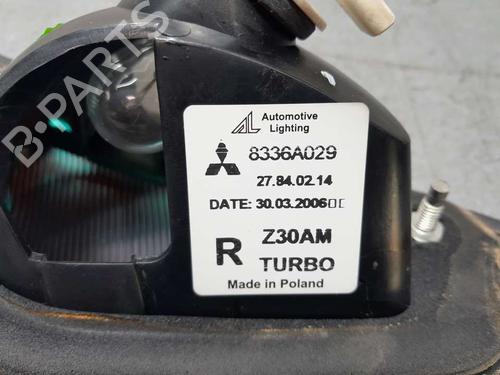 B-PARTS
Automotive
Lighting
8336A029
27.84.02.14
DATE: 30.03.2006
R Z30AM
TURBO
Made in Poland